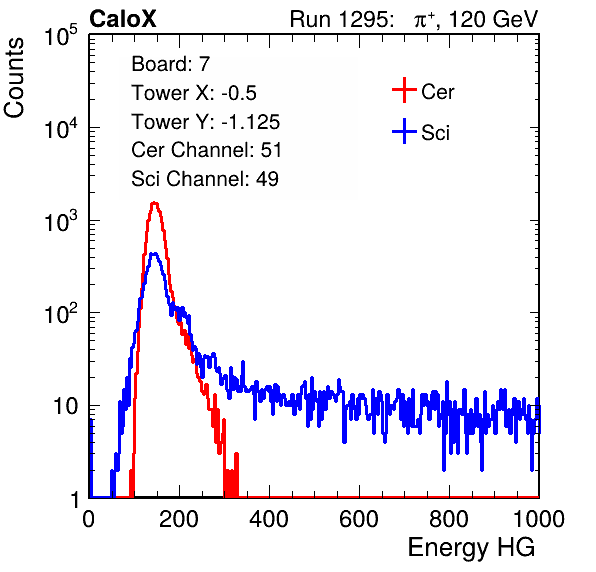 CaloX Run 1295: π⁺, 120 GeV
Counts
10⁵
10⁴
10³
10²
10
1
Board: 7
Tower X: -0.5
Tower Y: -1.125
Cer Channel: 51
Sci Channel: 49
Cer
Sci
0 200 400 600 800 1000
Energy HG